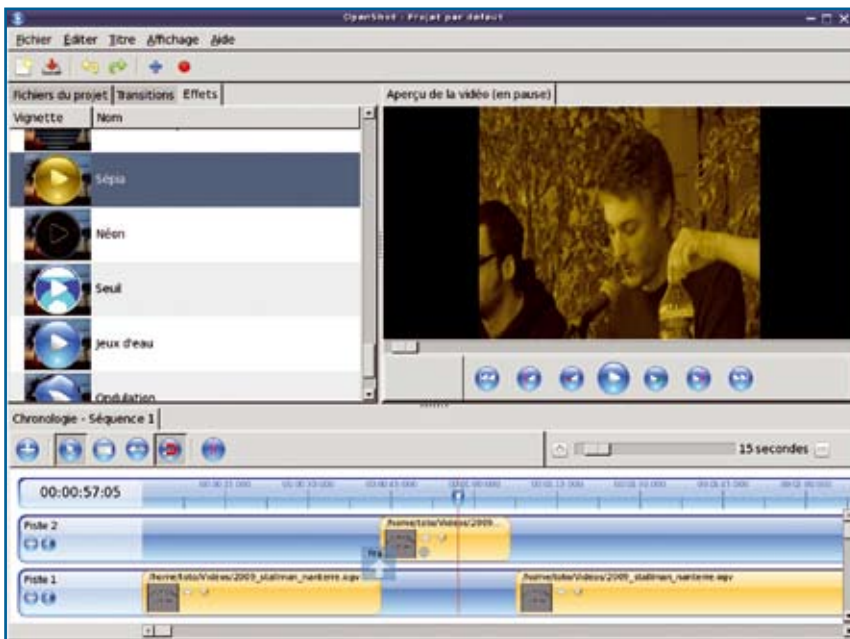 OpenShot - Projet par defaut
Fichier Éditer Titre Affichage Aide
Fichiers du projet Transitions Effets
Aperçu de la vidéo (en pause)
Vignette Nom
Sépia
Néon
Seuil
Jeux d'eau
Ondulation
Chronologie - Séquence 1
15 secondes
00:00:57:05
Piste 2
/home/toto/Videos/2009...
Piste 1
/home/toto/Videos/2009_stallman_nanterre.ogv
/home/toto/Videos/2009_stallman_nanterre.ogv